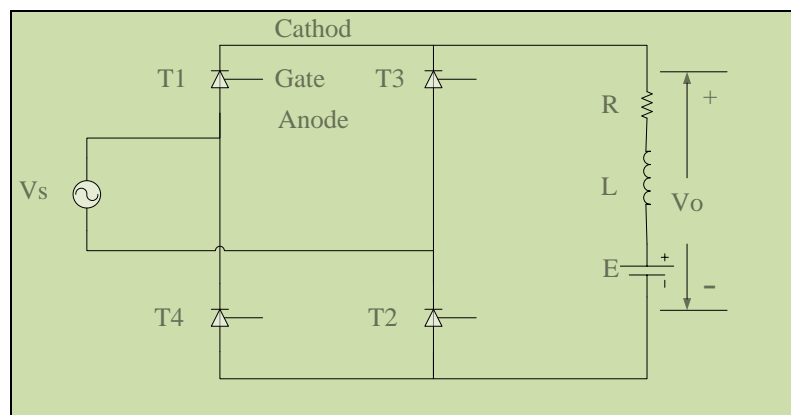 Cathod
T1
Gate
T3
Anode
R
+
Vs
L
Vo
E
+
-
-
T4
T2